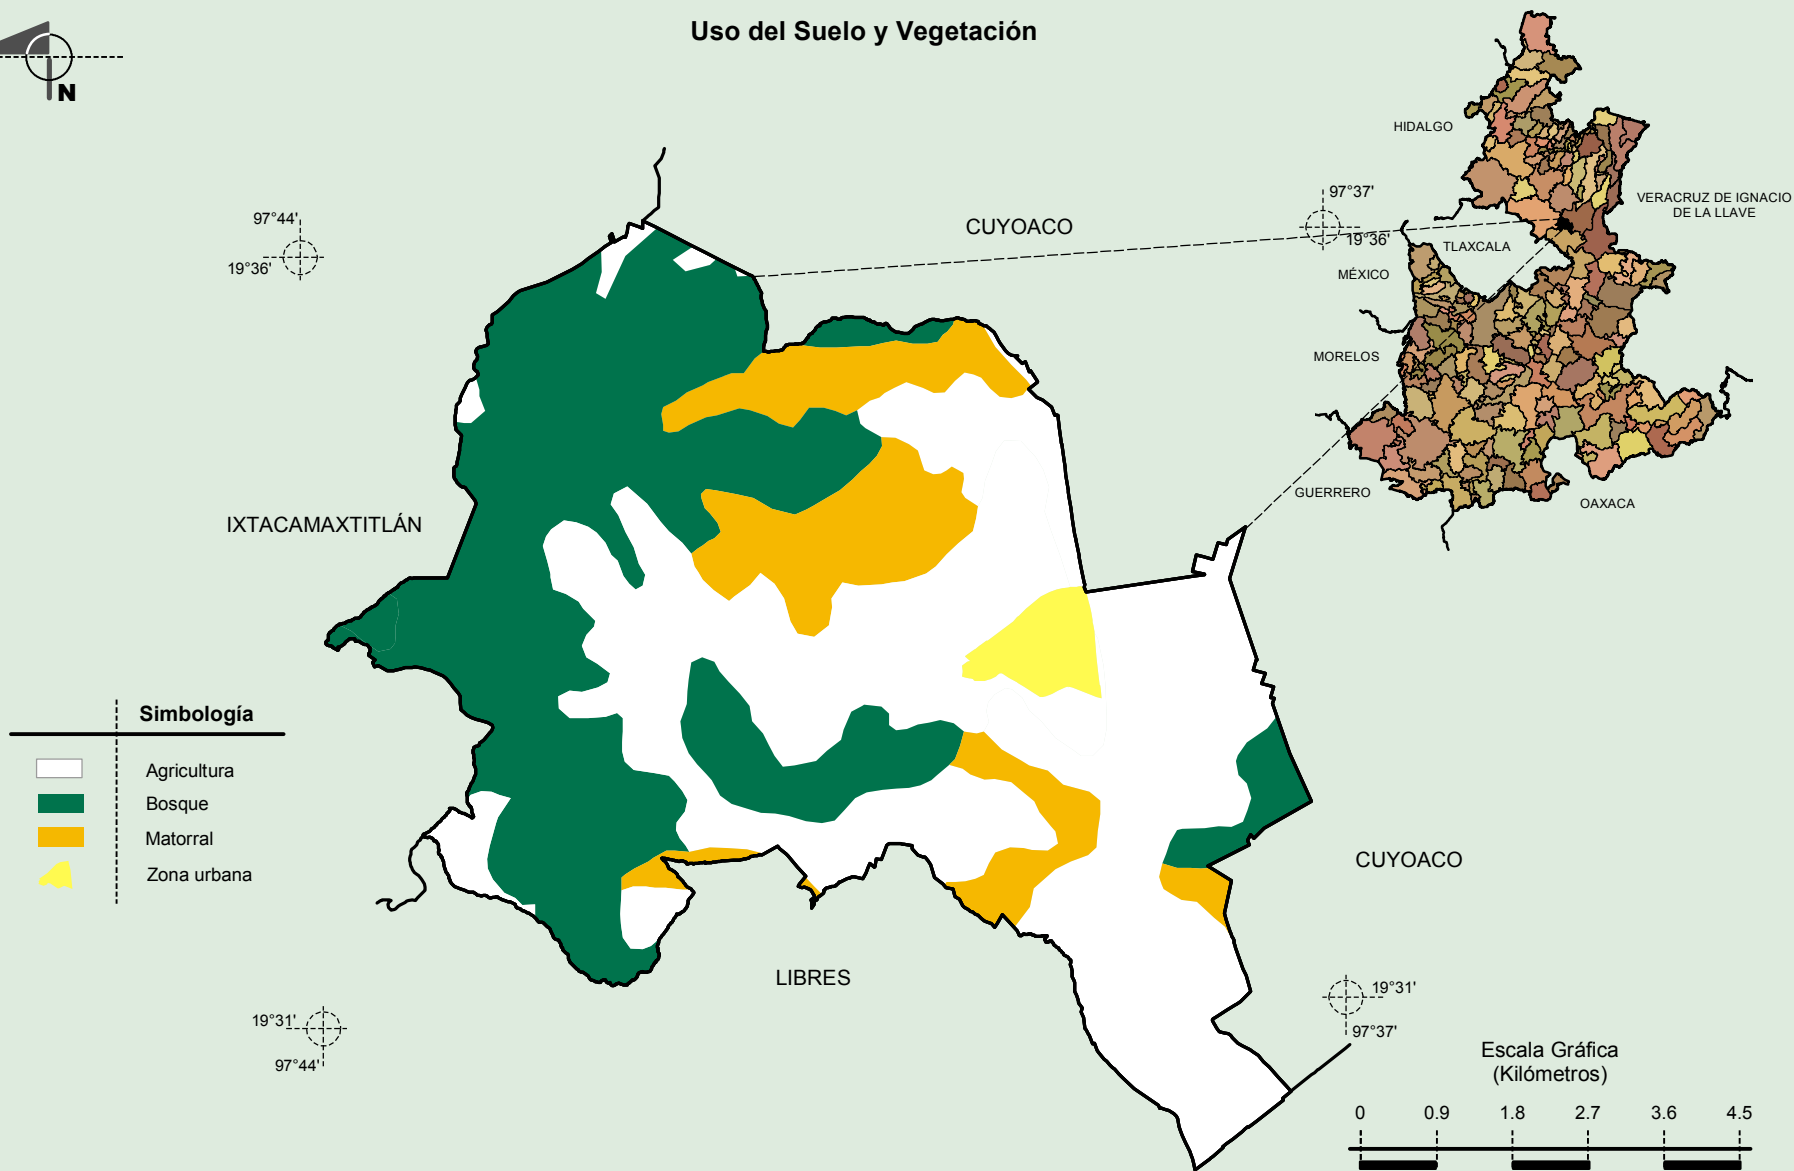 Uso del Suelo y Vegetación
N
HIDALGO
VERACRUZ DE IGNACIO
DE LA LLAVE
TLAXCALA
MÉXICO
MORELOS
GUERRERO
OAXACA
97°44'
19°36'
97°37'
19°36'
CUYOACO
IXTACAMAXTITLÁN
CUYOACO
LIBRES
Simbología
Agricultura
Bosque
Matorral
Zona urbana
19°31'
97°44'
19°31'
97°37'
Escala Gráfica
(Kilómetros)
0 0.9 1.8 2.7 3.6 4.5